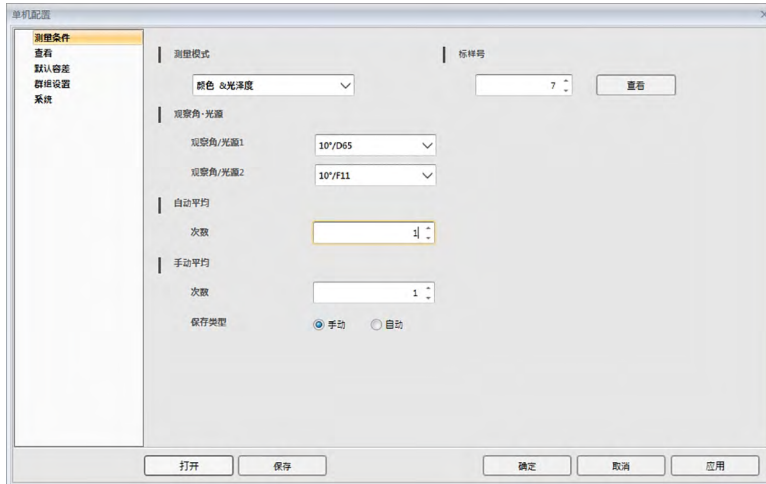 单机配置
测量条件
查看
默认容差
群组设置
系统
测量模式
颜色 &光泽度
标样号
7
查看
观察角·光源
观察角/光源1
10°/D65
观察角/光源2
10°/F11
自动平均
次数
1
手动平均
次数
1
保存类型
手动
自动
打开
保存
确定
取消
应用